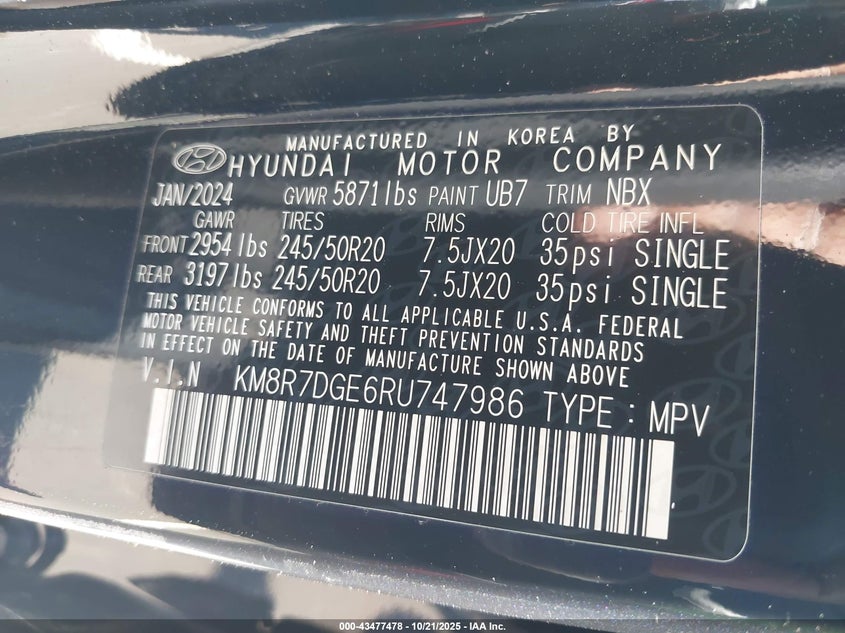 MANUFACTURED IN KOREA BY
HYUNDAI MOTOR COMPANY
JAN/2024 GVWR 5871lbs PAINT UB7 TRIM NBX
GAWR TIRES RIMS COLD TIRE INFL
FRONT 2954lbs 245/50R20 7.5JX20 35psi SINGLE
REAR 3197lbs 245/50R20 7.5JX20 35psi SINGLE
THIS VEHICLE CONFORMS TO ALL APPLICABLE U.S.A. FEDERAL
MOTOR VEHICLE SAFETY AND THEFT PREVENTION STANDARDS
IN EFFECT ON THE DATE OF MANUFACTURE SHOWN ABOVE
V.I.N KM8R7DGE6RU747986 TYPE : MPV
000-43477478 - 10/21/2025 - IAA Inc.